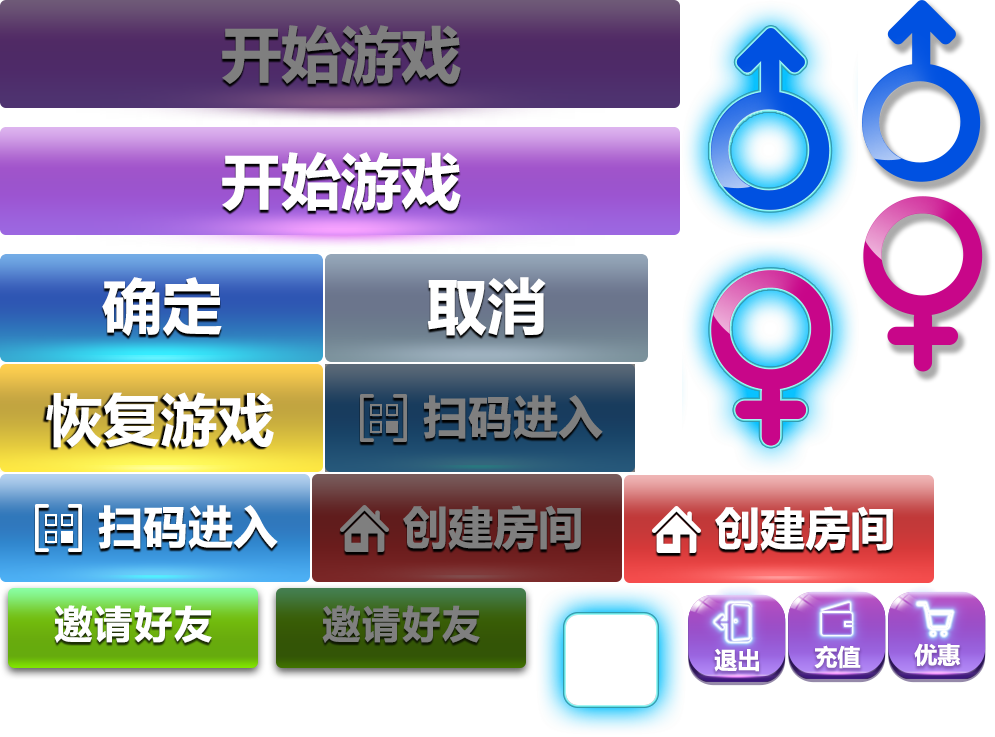 开始游戏
开始游戏
确定
取消
恢复游戏
扫码进入
扫码进入
创建房间
创建房间
邀请好友
邀请好友
退出
充值
优惠